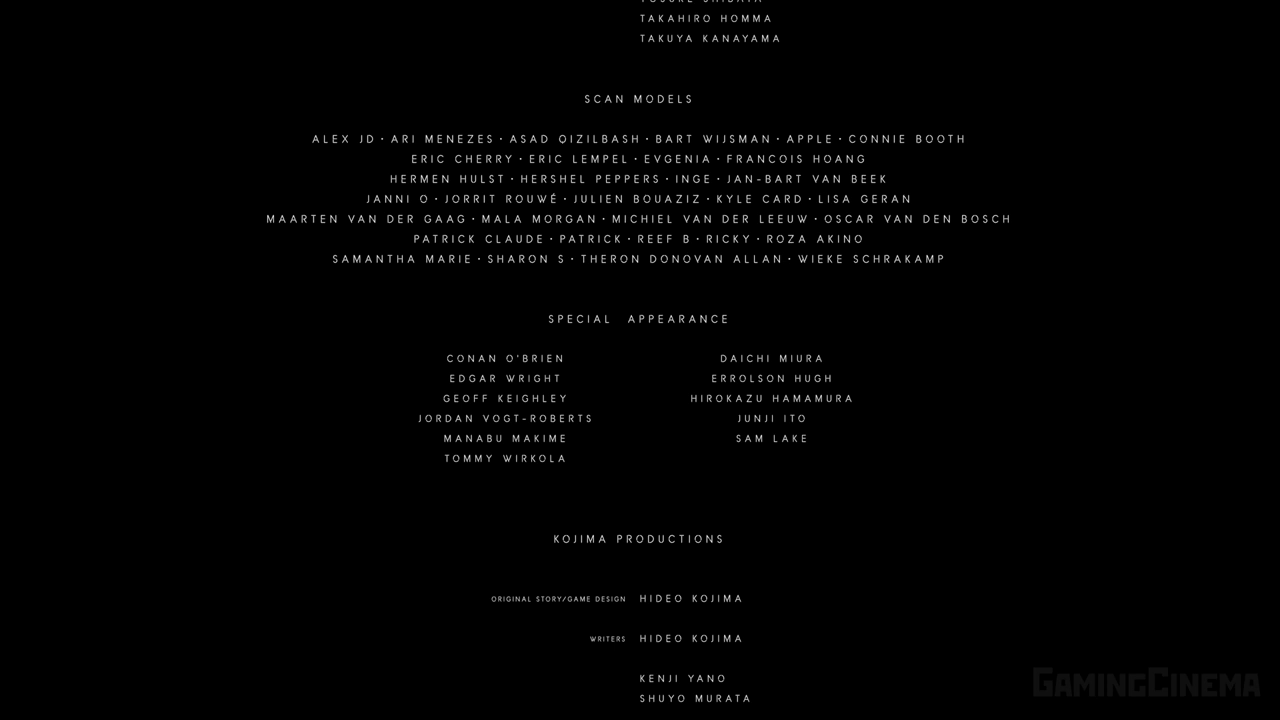 TAKAHIRO HOMMA
TAKUYA KANAYAMA
SCAN MODELS
ALEX JD · ARI MENEZES · ASAD QIZILBASH · BART WIJSMAN · APPLE · CONNIE BOOTH
ERIC CHERRY · ERIC LEMPEL · EVGENIA · FRANCOIS HOANG
HERMEN HULST · HERSHEL PEPPERS · INGE · JAN-BART VAN BEEK
JANNI O · JORRIT ROUWÉ · JULIEN BOUAZIZ · KYLE CARD · LISA GERAN
MAARTEN VAN DER GAAG · MALA MORGAN · MICHIEL VAN DER LEEUW · OSCAR VAN DEN BOSCH
PATRICK CLAUDE · PATRICK · REEF B · RICKY · ROZA AKINO
SAMANTHA MARIE · SHARON S · THERON DONOVAN ALLAN · WIEKE SCHRAKAMP
SPECIAL APPEARANCE
CONAN O'BRIEN
EDGAR WRIGHT
GEOFF KEIGHLEY
JORDAN VOGT-ROBERTS
MANABU MAKIME
TOMMY WIRKOLA
DAICHI MIURA
ERROLSON HUGH
HIROKAZU HAMAMURA
JUNJI ITO
SAM LAKE
KOJIMA PRODUCTIONS
ORIGINAL STORY/GAME DESIGN HIDEO KOJIMA
WRITERS HIDEO KOJIMA
KENJI YANO
SHUYO MURATA
GAMINGCINEMA